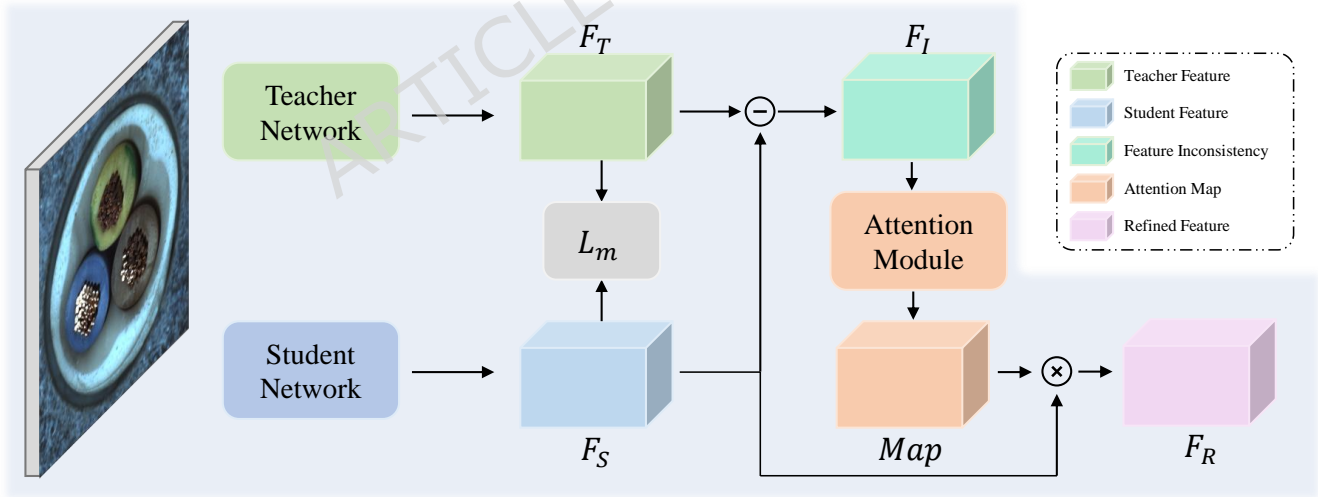 ARTICLE
F_T
F_I
Teacher
Network
−
Teacher Feature
Student Feature
Feature Inconsistency
Attention Map
Refined Feature
L_m
Attention
Module
Student
Network
×
F_S
Map
F_R